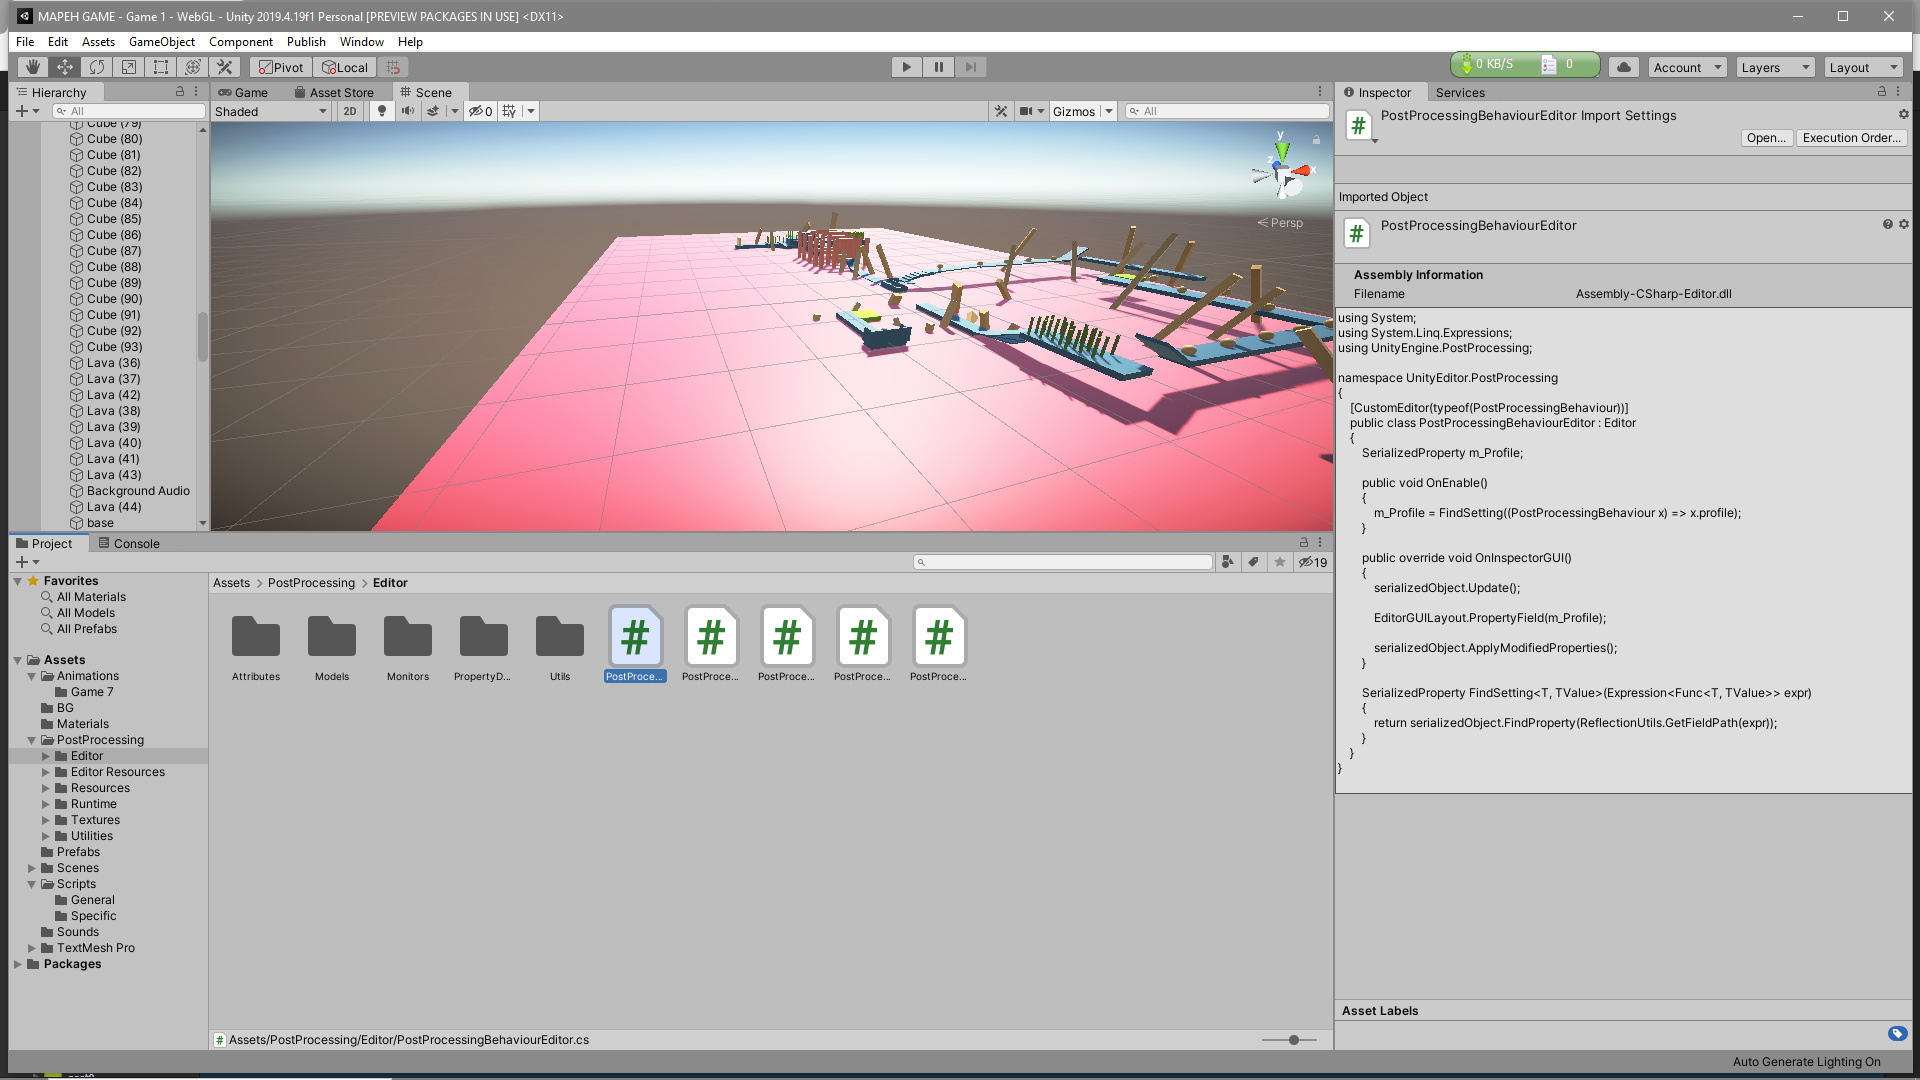 MAPEH GAME - Game 1 - WebGL - Unity 2019.4.19f1 Personal [PREVIEW PACKAGES IN USE] <DX11>
File Edit Assets GameObject Component Publish Window Help
Pivot Local 0 KB/S 0 Account Layers Layout
Hierarchy
All
Cube (79)
Cube (80)
Cube (81)
Cube (82)
Cube (83)
Cube (84)
Cube (85)
Cube (86)
Cube (87)
Cube (88)
Cube (89)
Cube (90)
Cube (91)
Cube (92)
Cube (93)
Lava (36)
Lava (37)
Lava (42)
Lava (38)
Lava (39)
Lava (40)
Lava (41)
Lava (43)
Background Audio
Lava (44)
base
Game Asset Store Scene
Shaded 2D 0 Gizmos All
y
z x
Persp
Inspector Services
PostProcessingBehaviourEditor Import Settings
Open... Execution Order...
Imported Object
PostProcessingBehaviourEditor
Assembly Information
Filename Assembly-CSharp-Editor.dll
using System;
using System.Linq.Expressions;
using UnityEngine.PostProcessing;
namespace UnityEditor.PostProcessing
{
[CustomEditor(typeof(PostProcessingBehaviour))]
public class PostProcessingBehaviourEditor : Editor
{
SerializedProperty m_Profile;
public void OnEnable()
{
m_Profile = FindSetting((PostProcessingBehaviour x) => x.profile);
}
public override void OnInspectorGUI()
{
serializedObject.Update();
EditorGUILayout.PropertyField(m_Profile);
serializedObject.ApplyModifiedProperties();
}
SerializedProperty FindSetting<T, TValue>(Expression<Func<T, TValue>> expr)
{
return serializedObject.FindProperty(ReflectionUtils.GetFieldPath(expr));
}
}
}
Asset Labels
Project Console
19
Favorites
All Materials
All Models
All Prefabs
Assets
Animations
Game 7
BG
Materials
PostProcessing
Editor
Editor Resources
Resources
Runtime
Textures
Utilities
Prefabs
Scenes
Scripts
General
Specific
Sounds
TextMesh Pro
Packages
Assets > PostProcessing > Editor
Attributes Models Monitors PropertyD... Utils PostProce... PostProce... PostProce... PostProce... PostProce...
Assets/PostProcessing/Editor/PostProcessingBehaviourEditor.cs
Auto Generate Lighting On